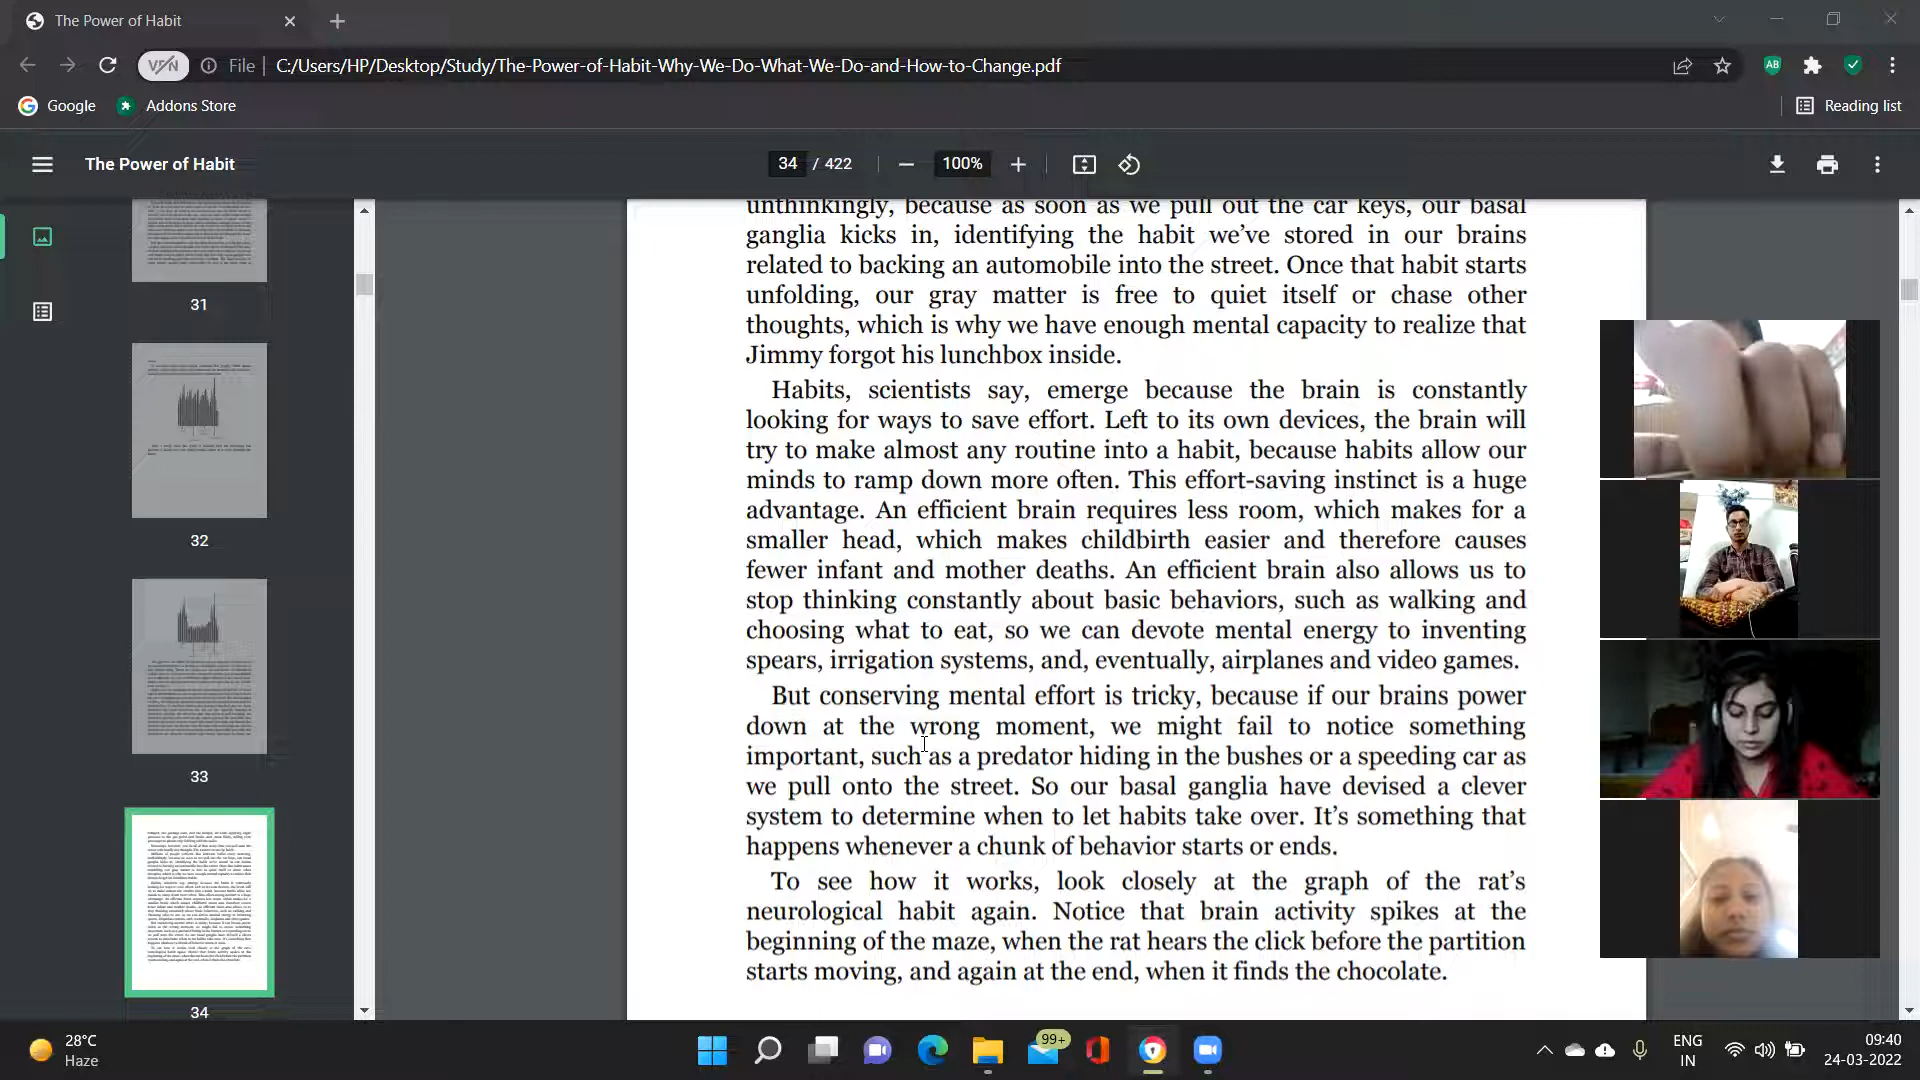 The Power of Habit
File
C:/Users/HP/Desktop/Study/The-Power-of-Habit-Why-We-Do-What-We-Do-and-How-to-Change.pdf
Google
Addons Store
Reading list
The Power of Habit
34 / 422
100%
unthinkingly, because as soon as we pull out the car keys, our basal
ganglia kicks in, identifying the habit we’ve stored in our brains
related to backing an automobile into the street. Once that habit starts
unfolding, our gray matter is free to quiet itself or chase other
thoughts, which is why we have enough mental capacity to realize that
Jimmy forgot his lunchbox inside.
Habits, scientists say, emerge because the brain is constantly
looking for ways to save effort. Left to its own devices, the brain will
try to make almost any routine into a habit, because habits allow our
minds to ramp down more often. This effort-saving instinct is a huge
advantage. An efficient brain requires less room, which makes for a
smaller head, which makes childbirth easier and therefore causes
fewer infant and mother deaths. An efficient brain also allows us to
stop thinking constantly about basic behaviors, such as walking and
choosing what to eat, so we can devote mental energy to inventing
spears, irrigation systems, and, eventually, airplanes and video games.
But conserving mental effort is tricky, because if our brains power
down at the wrong moment, we might fail to notice something
important, such as a predator hiding in the bushes or a speeding car as
we pull onto the street. So our basal ganglia have devised a clever
system to determine when to let habits take over. It’s something that
happens whenever a chunk of behavior starts or ends.
To see how it works, look closely at the graph of the rat’s
neurological habit again. Notice that brain activity spikes at the
beginning of the maze, when the rat hears the click before the partition
starts moving, and again at the end, when it finds the chocolate.
31
32
33
34
28°C
Haze
99+
ENG
IN
09:40
24-03-2022